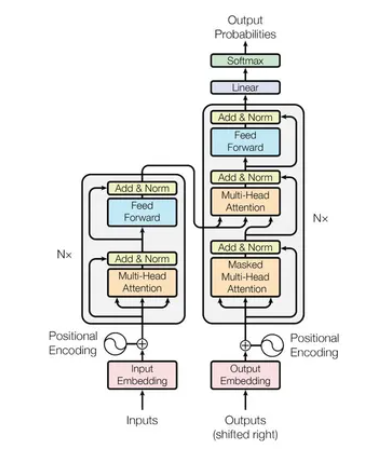 Output
Probabilities
Softmax
Linear
Add & Norm
Feed
Forward
Add & Norm
Multi-Head
Attention
Nx
Add & Norm
Masked
Multi-Head
Attention
Add & Norm
Feed
Forward
Nx
Add & Norm
Multi-Head
Attention
Positional
Encoding
Positional
Encoding
Input
Embedding
Output
Embedding
Inputs
Outputs
(shifted right)